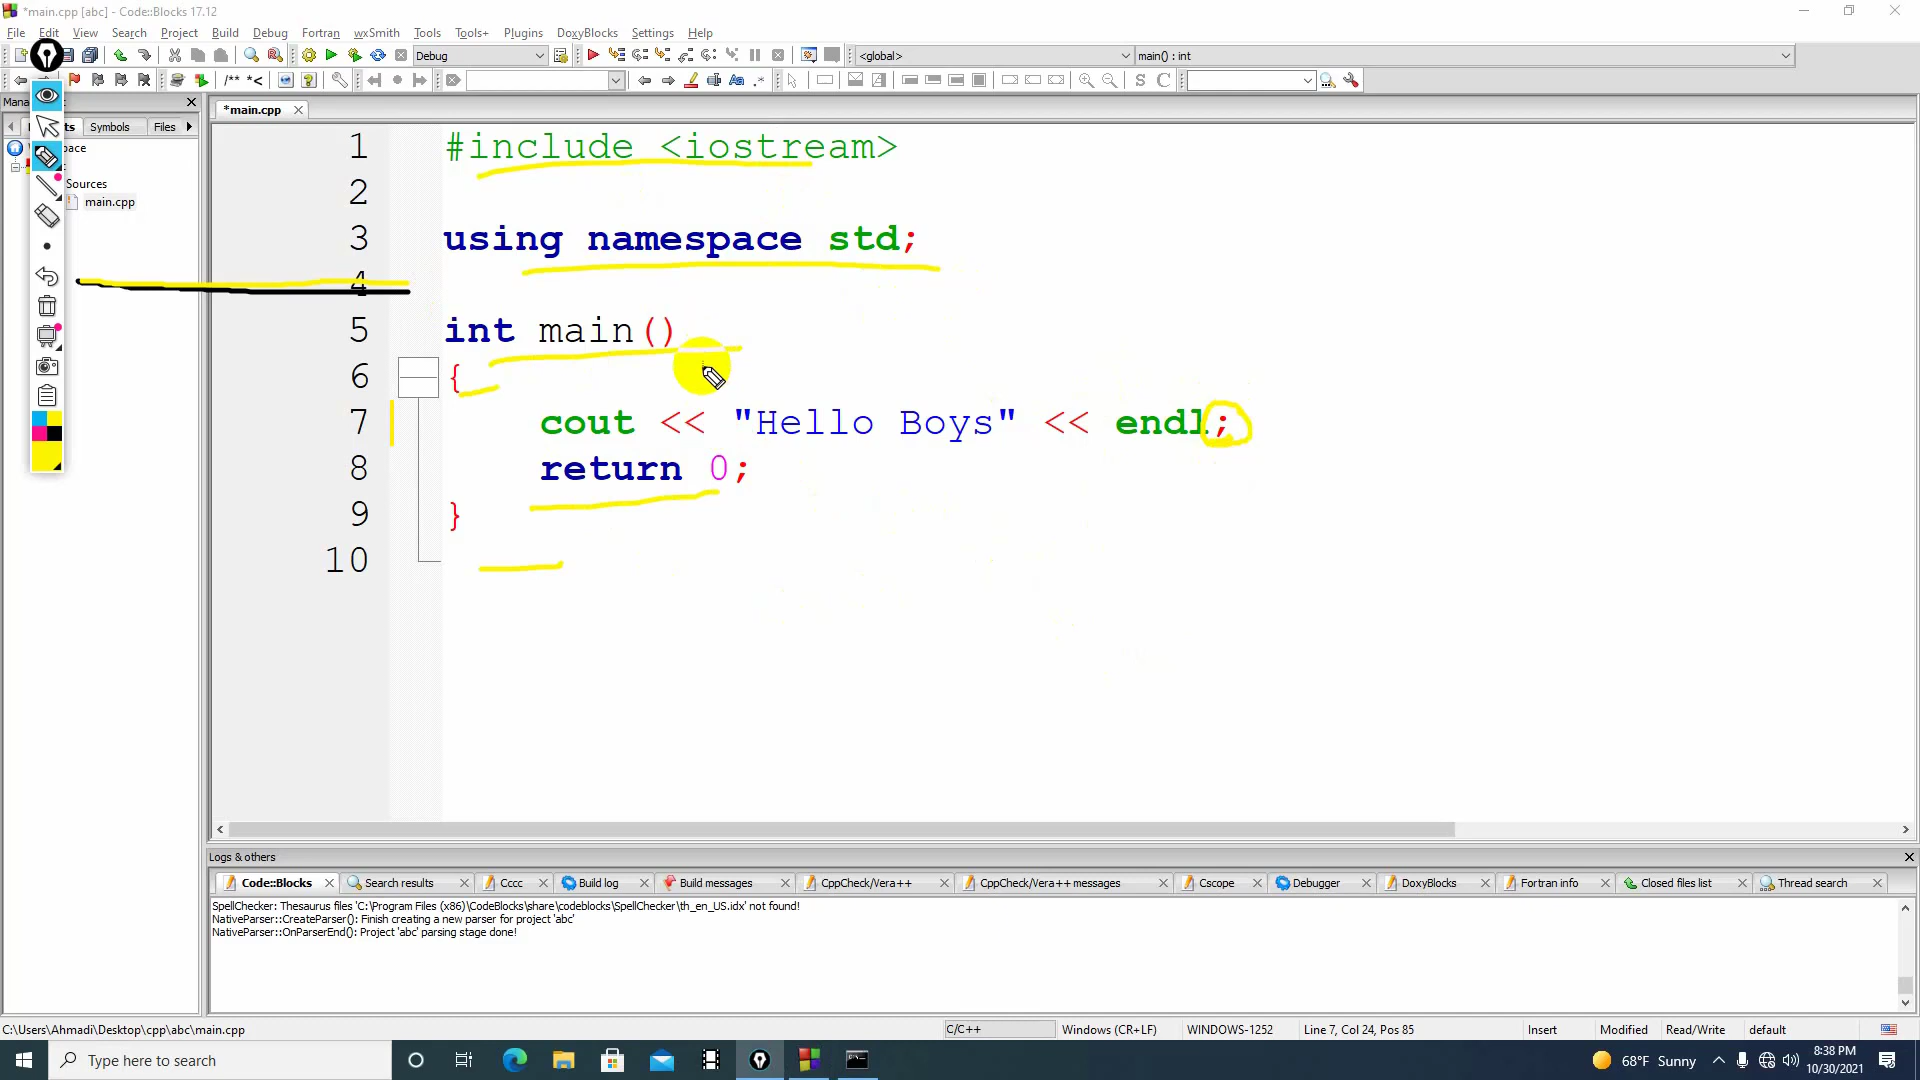 *main.cpp [abc] - Code::Blocks 17.12
File Edit View Search Project Build Debug Fortran wxSmith Tools Tools+ Plugins DoxyBlocks Settings Help
Debug <global> main() : int
/** *< Aa .* S C
*main.cpp
Symbols Files
Sources
main.cpp
1 #include <iostream>
2
3 using namespace std;
4
5 int main()
6 {
7 cout << "Hello Boys" << endl;
8 return 0;
9 }
10
Logs & others
Code::Blocks Search results Cccc Build log Build messages CppCheck/Vera++ CppCheck/Vera++ messages Cscope Debugger DoxyBlocks Fortran info Closed files list Thread search
SpellChecker: Thesaurus files 'C:\Program Files (x86)\CodeBlocks\share\codeblocks\SpellChecker\th_en_US.idx' not found!
NativeParser::CreateParser(): Finish creating a new parser for project 'abc'
NativeParser::OnParserEnd(): Project 'abc' parsing stage done!
C:\Users\Ahmadi\Desktop\cpp\abc\main.cpp C/C++ Windows (CR+LF) WINDOWS-1252 Line 7, Col 24, Pos 85 Insert Modified Read/Write default
Type here to search 68°F Sunny 8:38 PM
10/30/2021